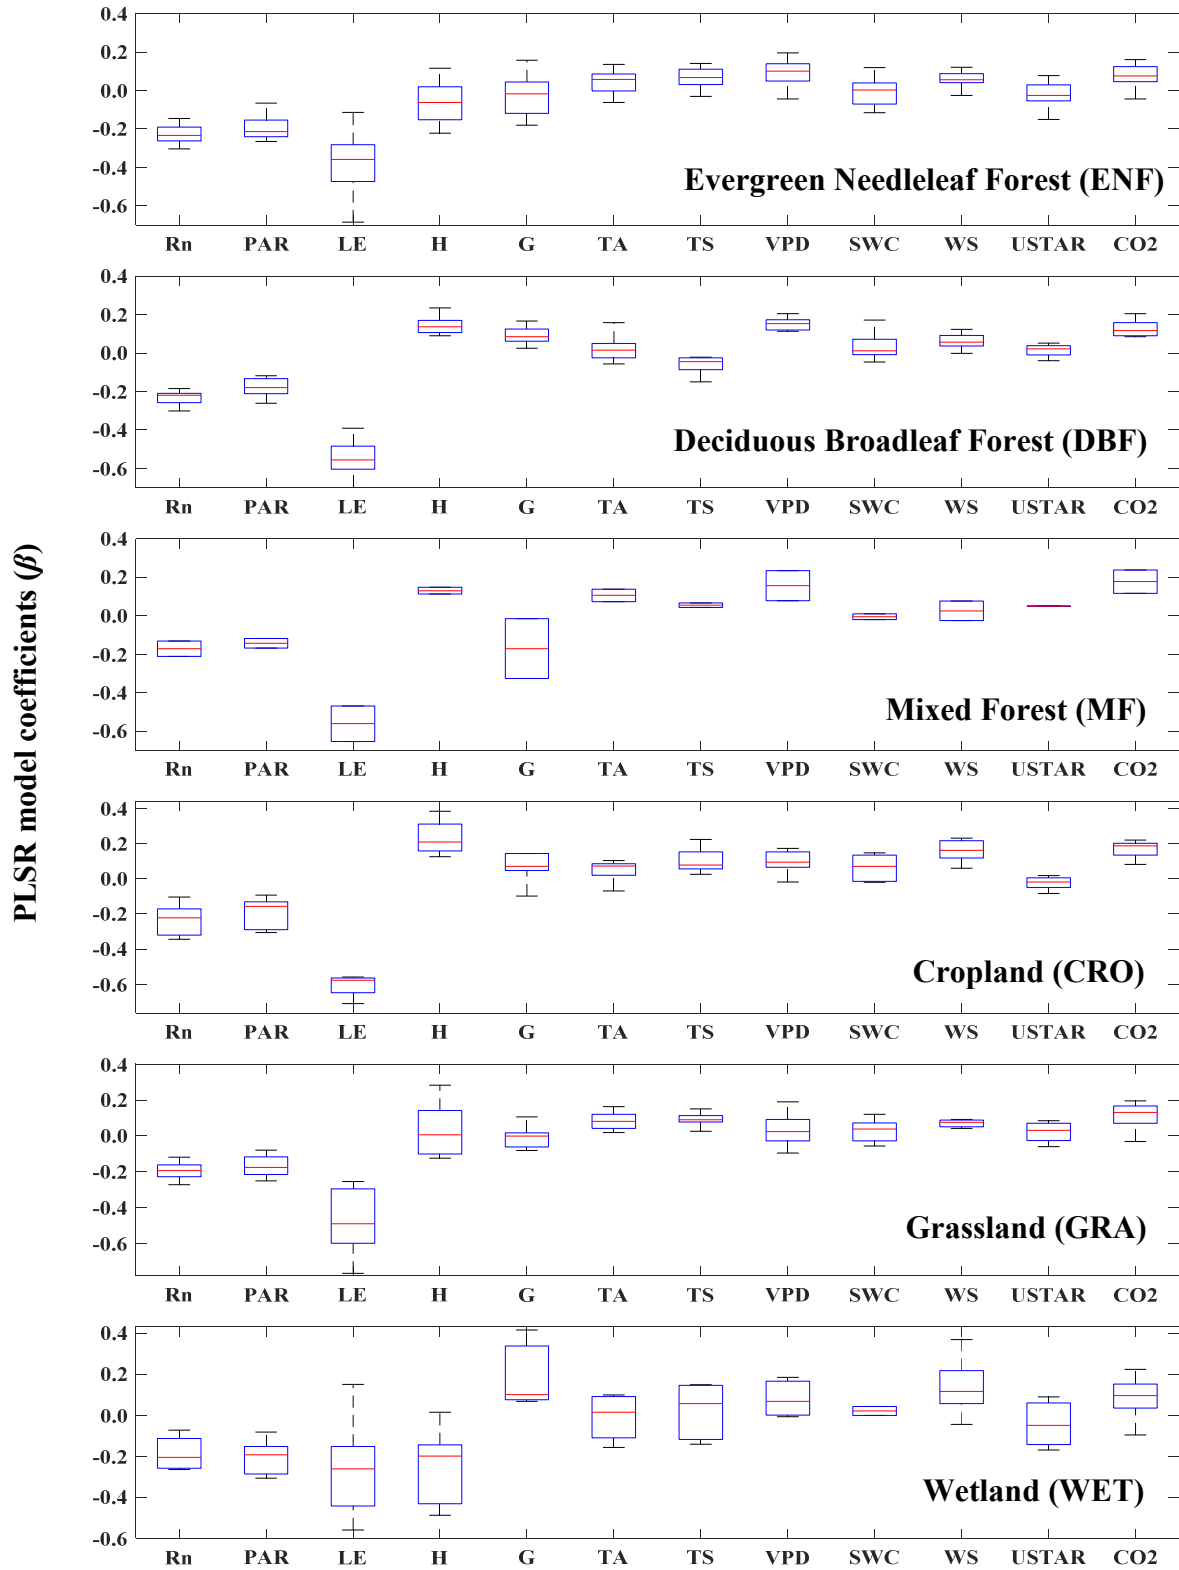 PLSR model coefficients (β)
0.4
0.2
0.0
-0.2
-0.4
-0.6
Evergreen Needleleaf Forest (ENF)
Rn PAR LE H G TA TS VPD SWC WS USTAR CO2
0.4
0.2
0.0
-0.2
-0.4
-0.6
Deciduous Broadleaf Forest (DBF)
Rn PAR LE H G TA TS VPD SWC WS USTAR CO2
0.4
0.2
0.0
-0.2
-0.4
-0.6
Mixed Forest (MF)
Rn PAR LE H G TA TS VPD SWC WS USTAR CO2
0.4
0.2
0.0
-0.2
-0.4
-0.6
Cropland (CRO)
Rn PAR LE H G TA TS VPD SWC WS USTAR CO2
0.4
0.2
0.0
-0.2
-0.4
-0.6
Grassland (GRA)
Rn PAR LE H G TA TS VPD SWC WS USTAR CO2
0.4
0.2
0.0
-0.2
-0.4
-0.6
Wetland (WET)
Rn PAR LE H G TA TS VPD SWC WS USTAR CO2